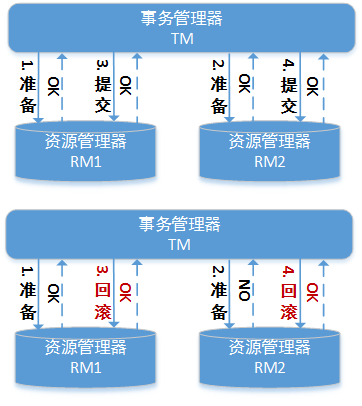 事务管理器
TM
1.准备
OK
3.提交
OK
2.准备
OK
4.提交
OK
资源管理器
RM1
资源管理器
RM2
事务管理器
TM
1.准备
OK
3.回滚
OK
2.准备
NO
4.回滚
OK
资源管理器
RM1
资源管理器
RM2